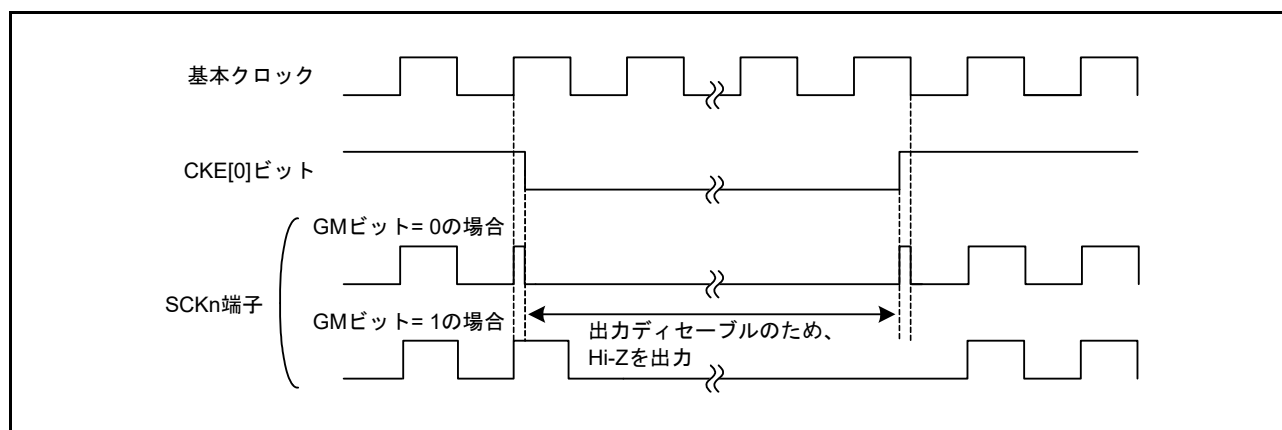 基本クロック
CKE[0]ビット
GMビット= 0の場合
SCKn端子
GMビット= 1の場合
出力ディセーブルのため、
Hi-Zを出力